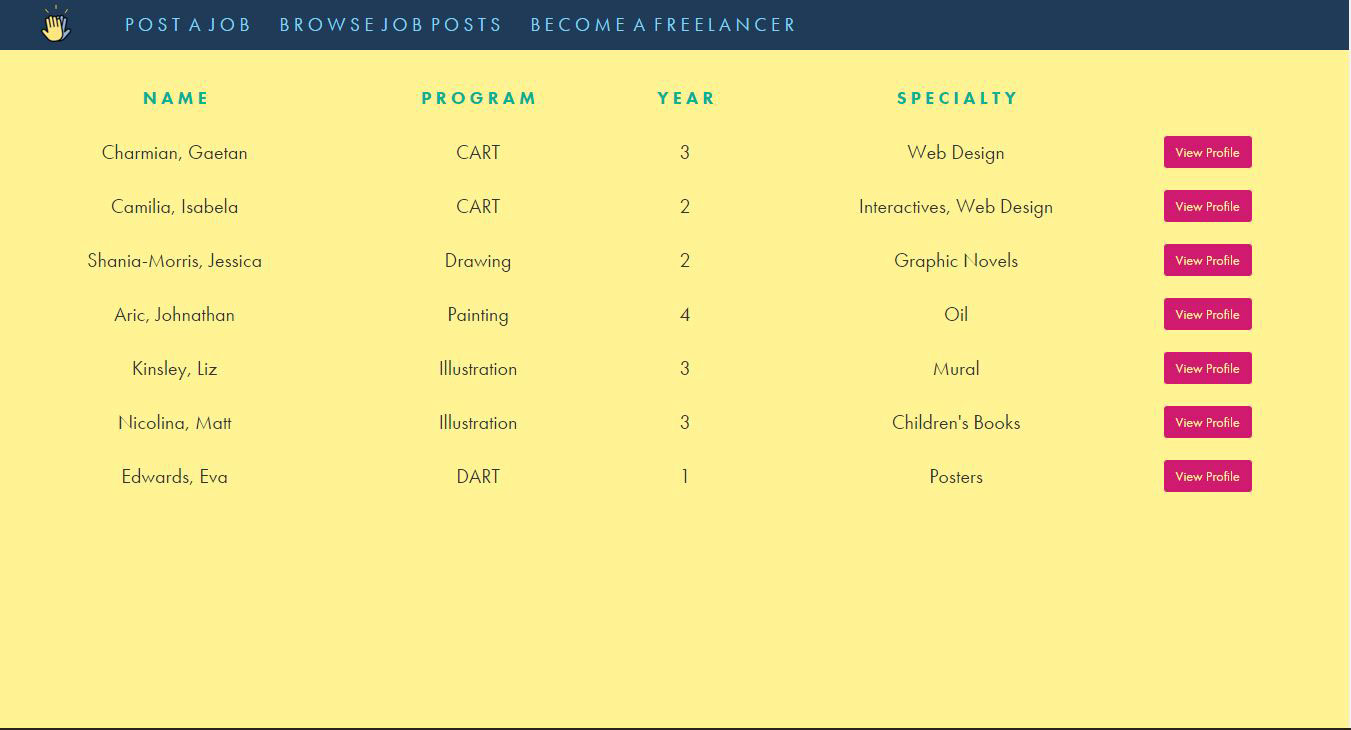 POST A JOB BROWSE JOB POSTS BECOME A FREELANCER
NAME PROGRAM YEAR SPECIALTY
Charmian, Gaetan CART 3 Web Design View Profile
Camilia, Isabela CART 2 Interactives, Web Design View Profile
Shania-Morris, Jessica Drawing 2 Graphic Novels View Profile
Aric, Johnathan Painting 4 Oil View Profile
Kinsley, Liz Illustration 3 Mural View Profile
Nicolina, Matt Illustration 3 Children's Books View Profile
Edwards, Eva DART 1 Posters View Profile